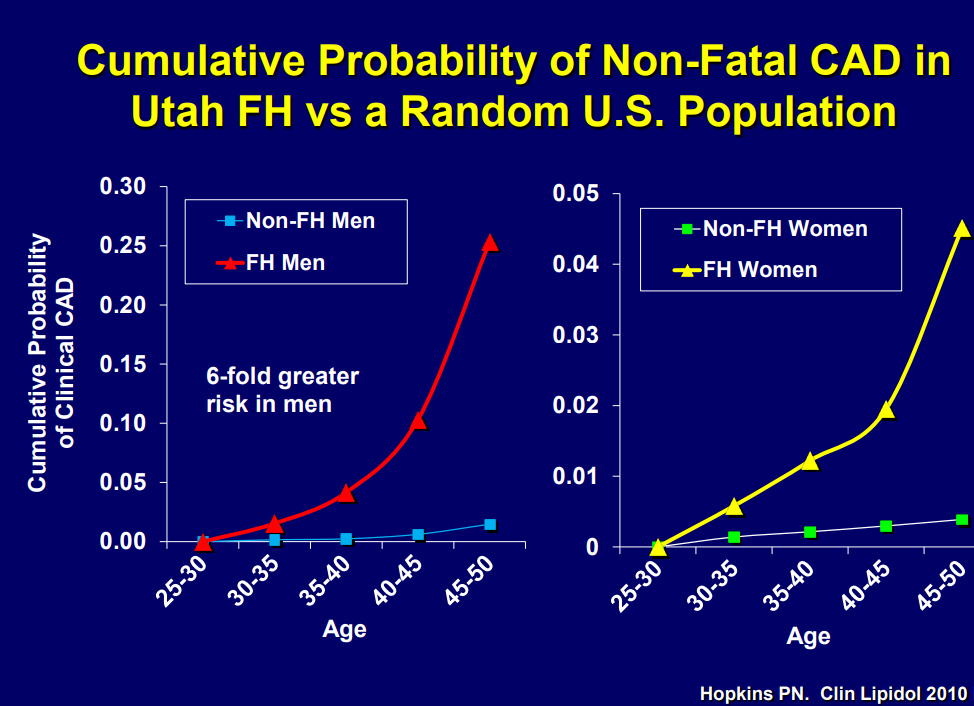 Cumulative Probability of Non-Fatal CAD in
Utah FH vs a Random U.S. Population
Cumulative Probability
of Clinical CAD
0.30
0.25
0.20
0.15
0.10
0.05
0.00
Non-FH Men
FH Men
6-fold greater
risk in men
25-30
30-35
35-40
40-45
45-50
Age
0.05
0.04
0.03
0.02
0.01
0
Non-FH Women
FH Women
25-30
30-35
35-40
40-45
45-50
Age
Hopkins PN.  Clin Lipidol 2010